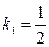 k₁ = 1/2